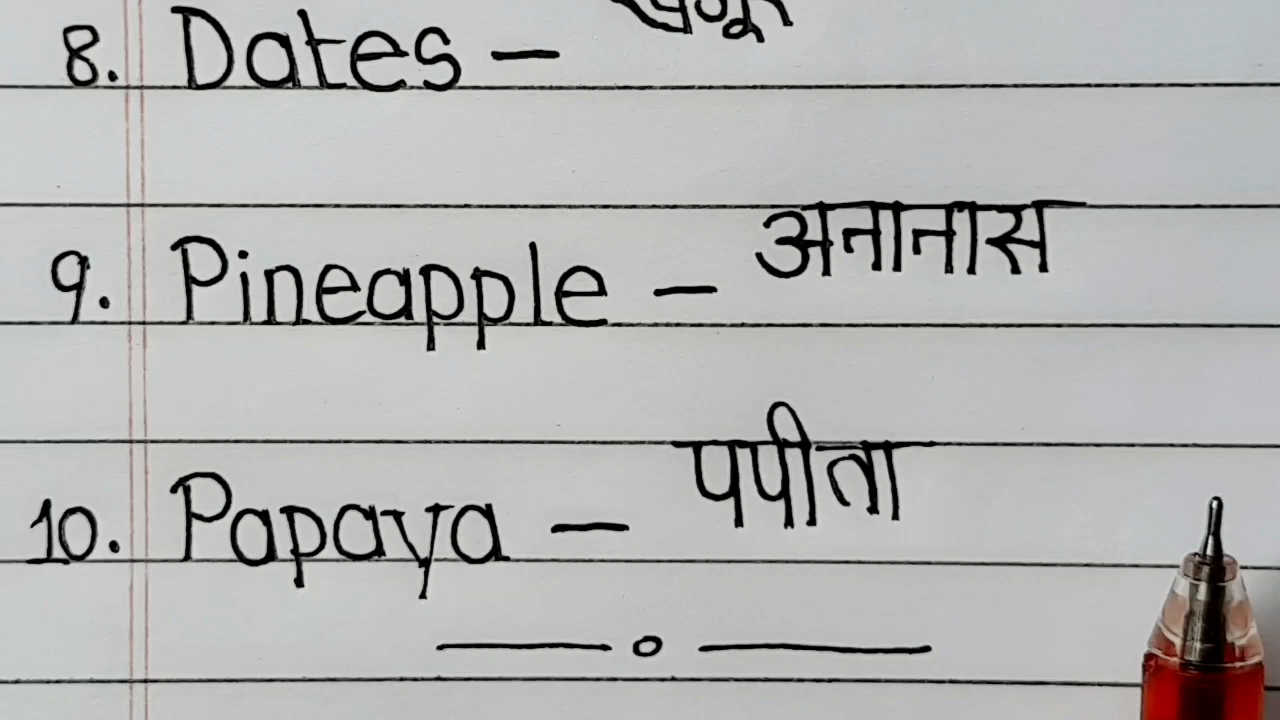 8. Dates –
9. Pineapple – अनानास
10. Papaya – पपीता